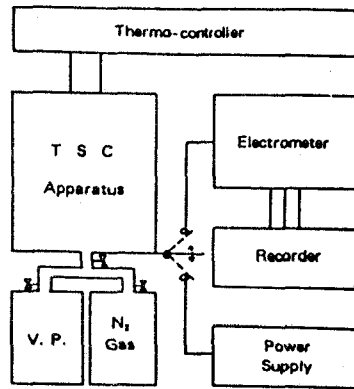 Thermo-controller
T S C
Apparatus
Electrometer
Recorder
V. P.
N₂
Gas
Power
Supply